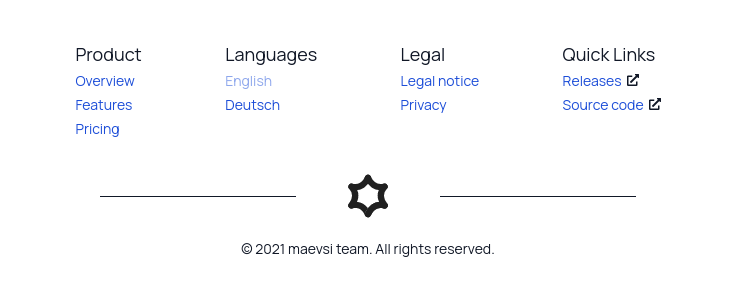 Product
Overview
Features
Pricing
Languages
English
Deutsch
Legal
Legal notice
Privacy
Quick Links
Releases
Source code
© 2021 maevsi team. All rights reserved.